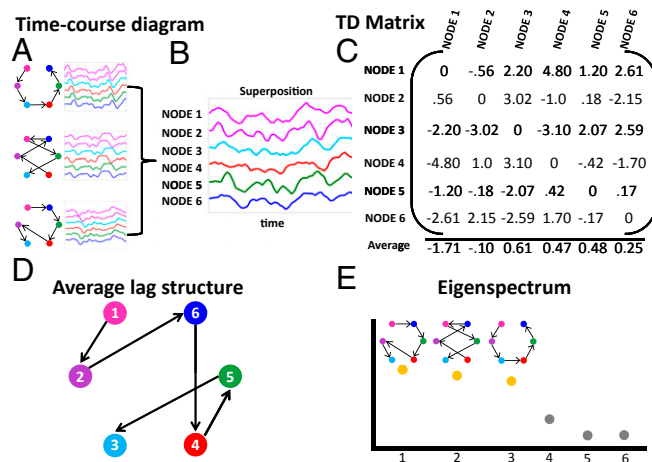 Time-course diagram
TD Matrix
A
B
Superposition
NODE 1
NODE 2
NODE 3
NODE 4
NODE 5
NODE 6
time
C
NODE 1 NODE 2 NODE 3 NODE 4 NODE 5 NODE 6
NODE 1 0 -.56 2.20 4.80 1.20 2.61
NODE 2 .56 0 3.02 -1.0 .18 -2.15
NODE 3 -2.20 -3.02 0 -3.10 2.07 2.59
NODE 4 -4.80 1.0 3.10 0 -.42 -1.70
NODE 5 -1.20 -.18 -2.07 .42 0 .17
NODE 6 -2.61 2.15 -2.59 1.70 -.17 0
Average -1.71 -.10 0.61 0.47 0.48 0.25
D
Average lag structure
1
6
2
5
3
4
E
Eigenspectrum
1 2 3 4 5 6